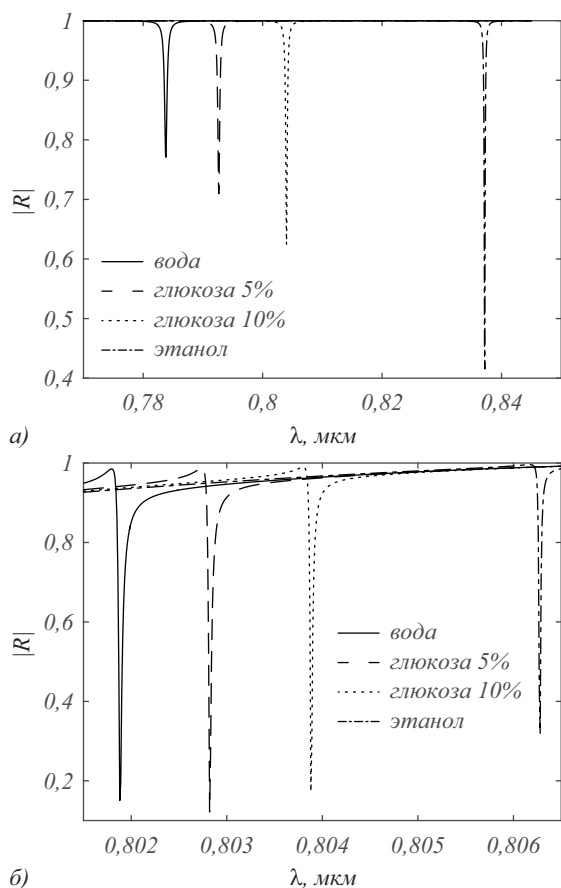 1
0,9
0,8
0,7
0,6
0,5
0,4
|R|
вода
глюкоза 5%
глюкоза 10%
этанол
0,78 0,8 0,82 0,84
а) λ, мкм
1
0,8
0,6
0,4
0,2
|R|
вода
глюкоза 5%
глюкоза 10%
этанол
0,802 0,803 0,804 0,805 0,806
б) λ, мкм